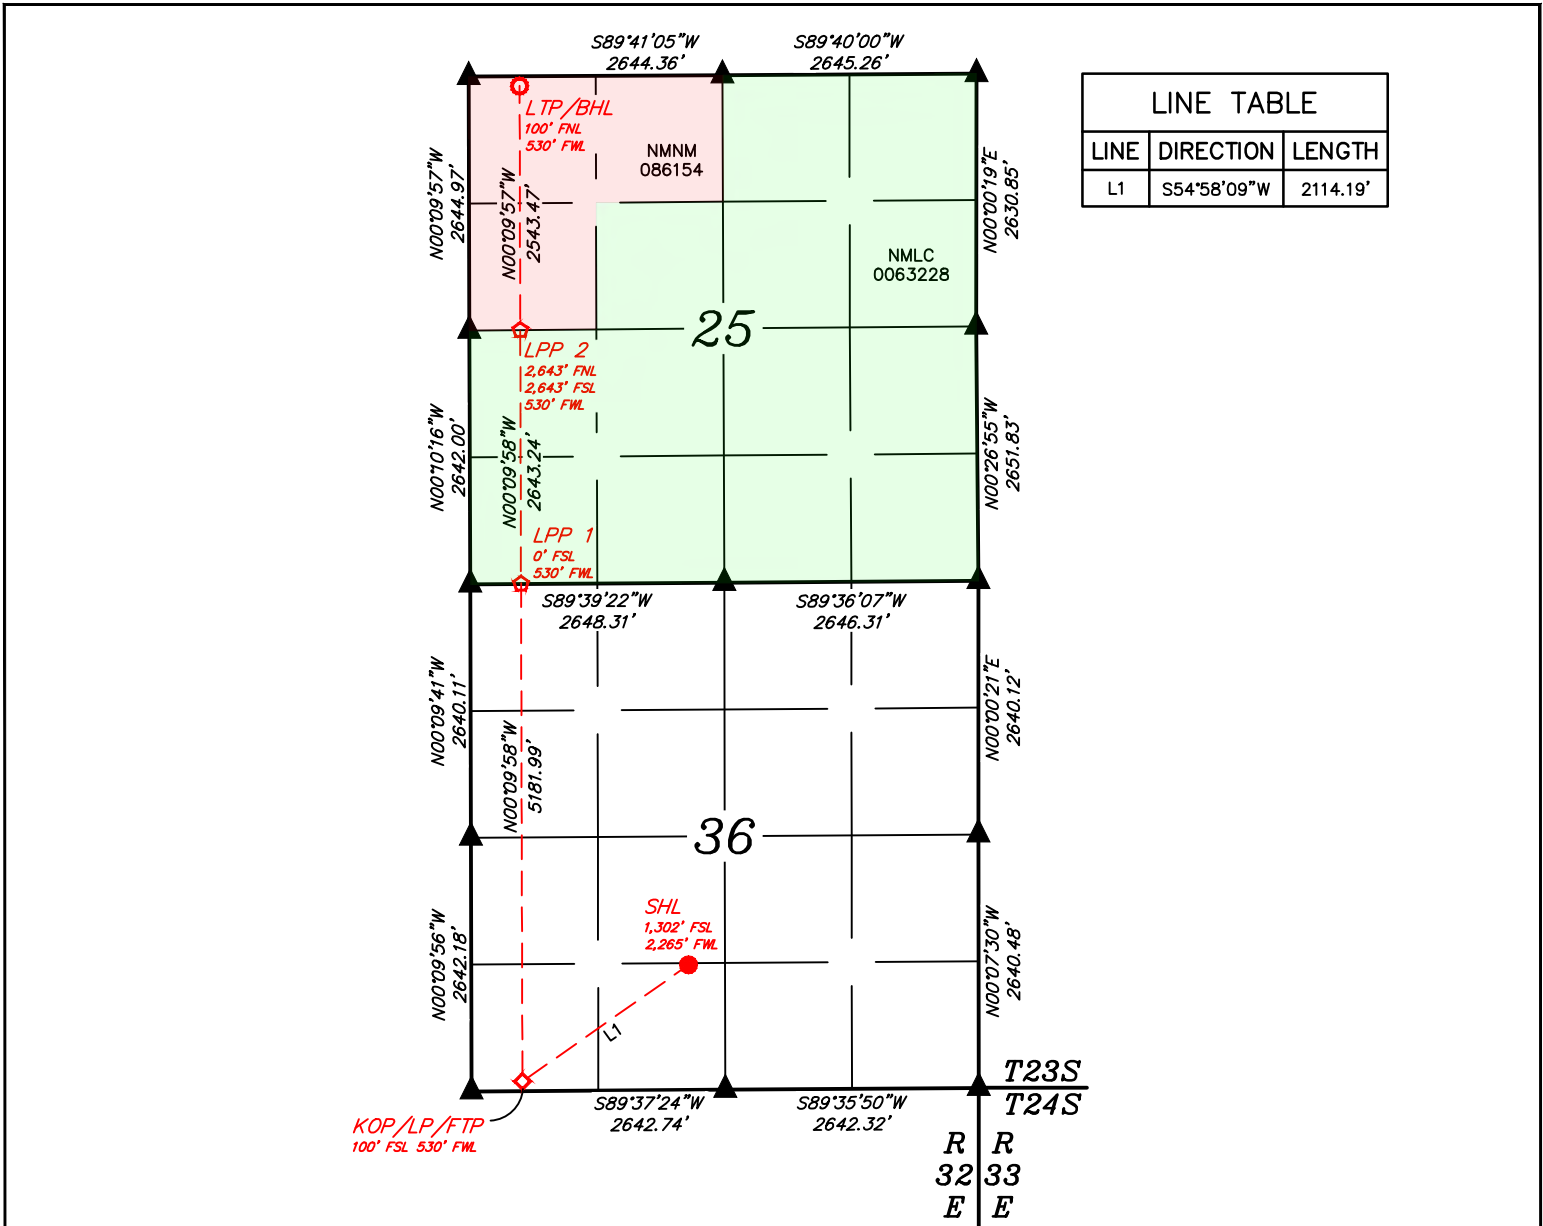 S89°41'05"W
2644.36'
S89°40'00"W
2645.26'
LINE TABLE
LINE DIRECTION LENGTH
L1 S54°58'09"W 2114.19'
LTP/BHL
100' FNL
530' FWL
NMNM
086154
N00°09'57"W
2644.97'
N00°09'57"W
2543.47'
N00°00'19"E
2630.85'
NMLC
0063228
25
LPP 2
2,643' FNL
2,643' FSL
530' FWL
N00°10'16"W
2642.00'
N00°09'58"W
2643.24'
N00°26'55"W
2651.83'
LPP 1
0' FSL
530' FWL
S89°39'22"W
2648.31'
S89°36'07"W
2646.31'
N00°09'41"W
2640.11'
N00°09'58"W
5181.99'
N00°00'21"E
2640.12'
36
SHL
1,302' FSL
2,265' FWL
N00°09'56"W
2642.18'
N00°07'30"W
2640.48'
L1
T23S
T24S
S89°37'24"W
2642.74'
S89°35'50"W
2642.32'
KOP/LP/FTP
100' FSL 530' FWL
R R
32 33
E E